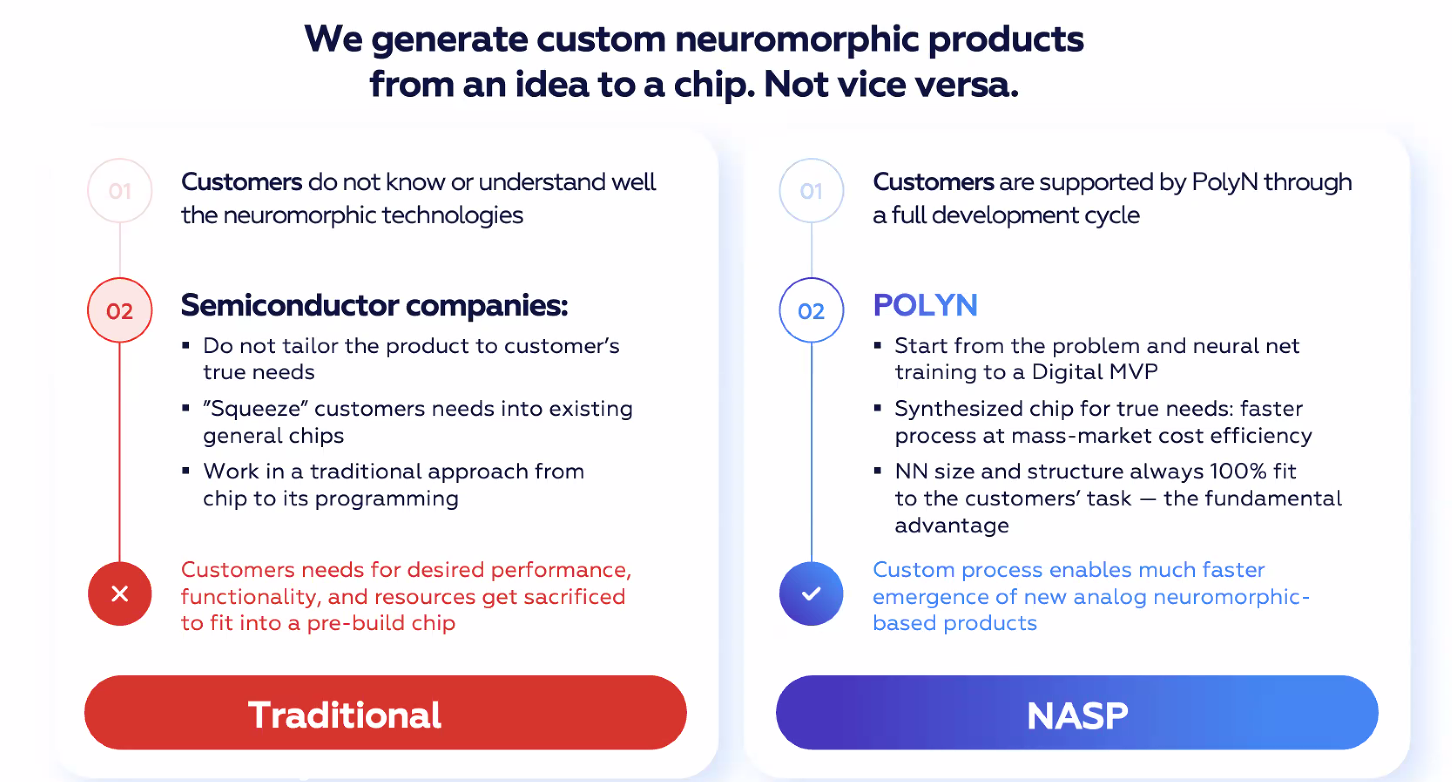 We generate custom neuromorphic products
from an idea to a chip. Not vice versa.
01
Customers do not know or understand well
the neuromorphic technologies
02
Semiconductor companies:
▪ Do not tailor the product to customer's
true needs
▪ "Squeeze" customers needs into existing
general chips
▪ Work in a traditional approach from
chip to its programming
Customers needs for desired performance,
functionality, and resources get sacrificed
to fit into a pre-build chip
Traditional
01
Customers are supported by PolyN through
a full development cycle
02
POLYN
▪ Start from the problem and neural net
training to a Digital MVP
▪ Synthesized chip for true needs: faster
process at mass-market cost efficiency
▪ NN size and structure always 100% fit
to the customers' task — the fundamental
advantage
Custom process enables much faster
emergence of new analog neuromorphic-
based products
NASP